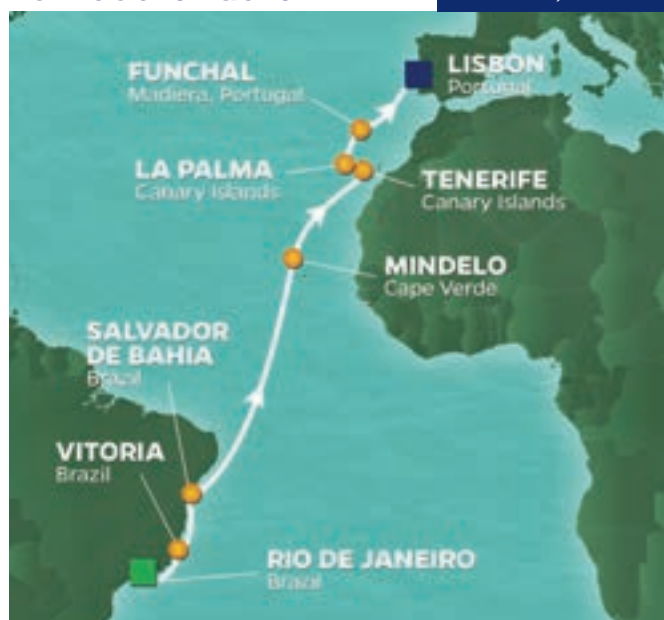 FUNCHAL
Madiera, Portugal
LISBON
Portugal
LA PALMA
Canary Islands
TENERIFE
Canary Islands
MINDELO
Cape Verde
SALVADOR
DE BAHIA
Brazil
VITORIA
Brazil
RIO DE JANEIRO
Brazil